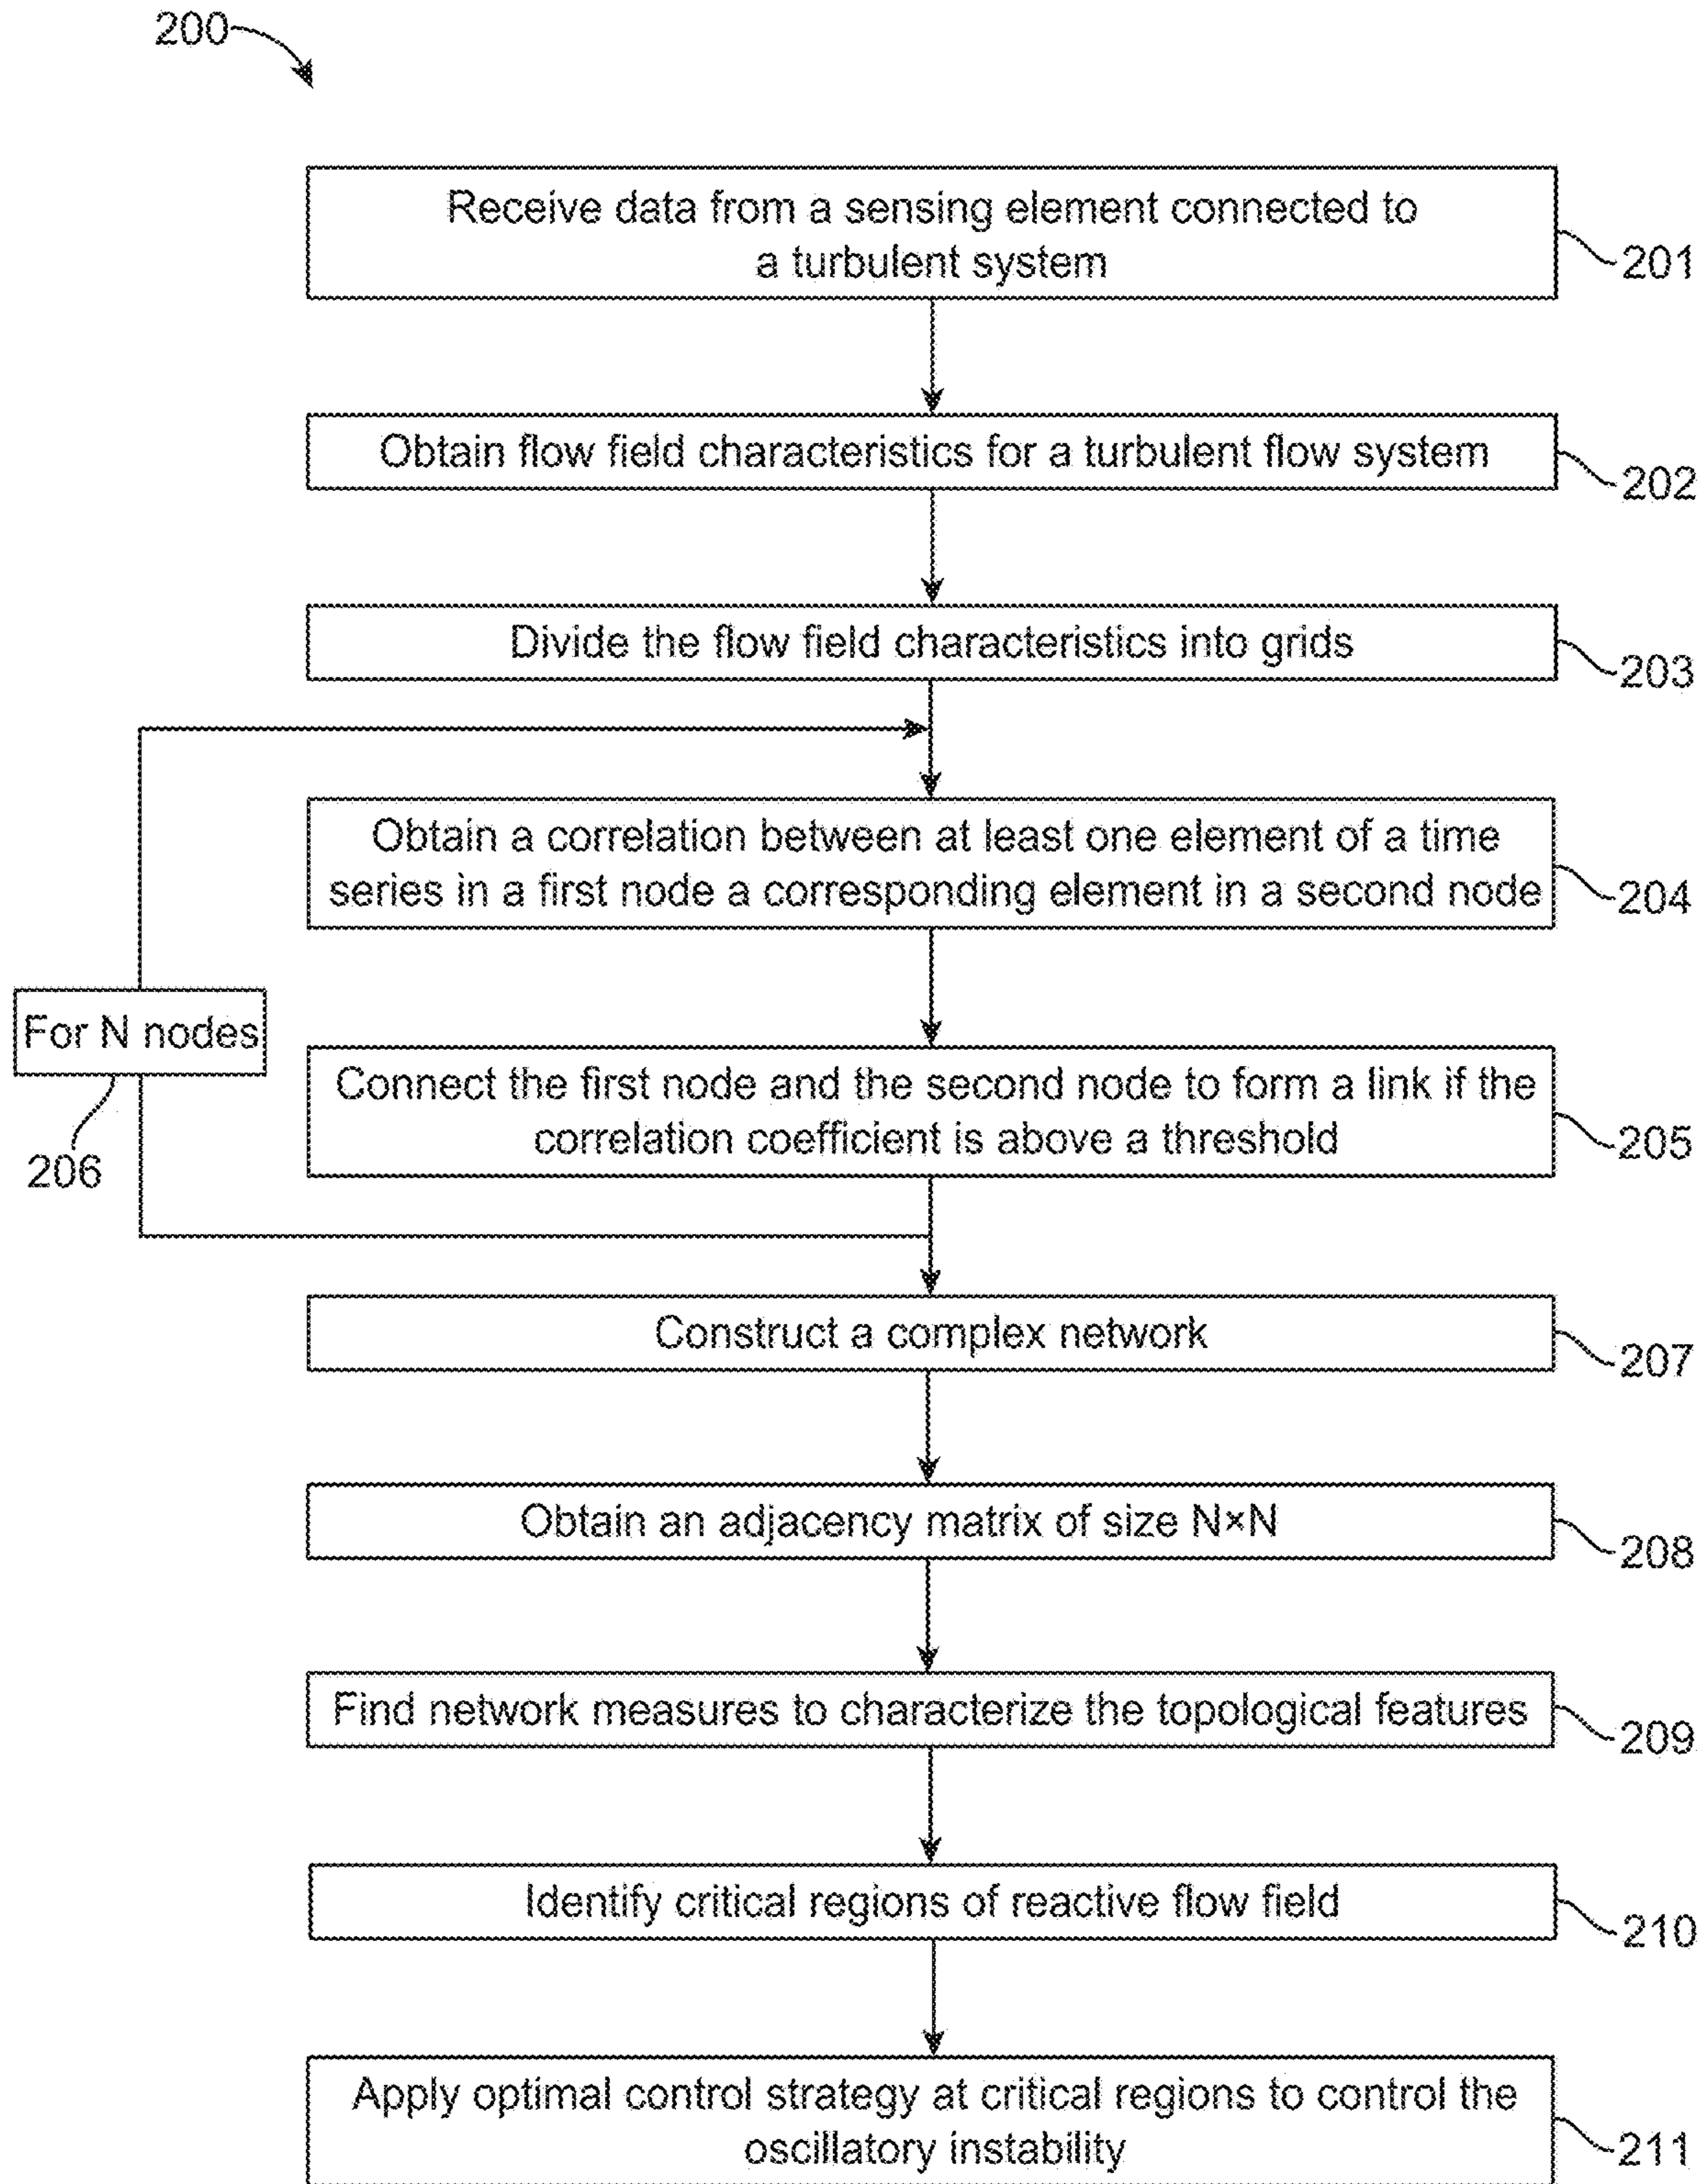 200
Receive data from a sensing element connected to
a turbulent system
201
Obtain flow field characteristics for a turbulent flow system
202
Divide the flow field characteristics into grids
203
Obtain a correlation between at least one element of a time
series in a first node a corresponding element in a second node
204
For N nodes
206
Connect the first node and the second node to form a link if the
correlation coefficient is above a threshold
205
Construct a complex network
207
Obtain an adjacency matrix of size N×N
208
Find network measures to characterize the topological features
209
Identify critical regions of reactive flow field
210
Apply optimal control strategy at critical regions to control the
oscillatory instability
211